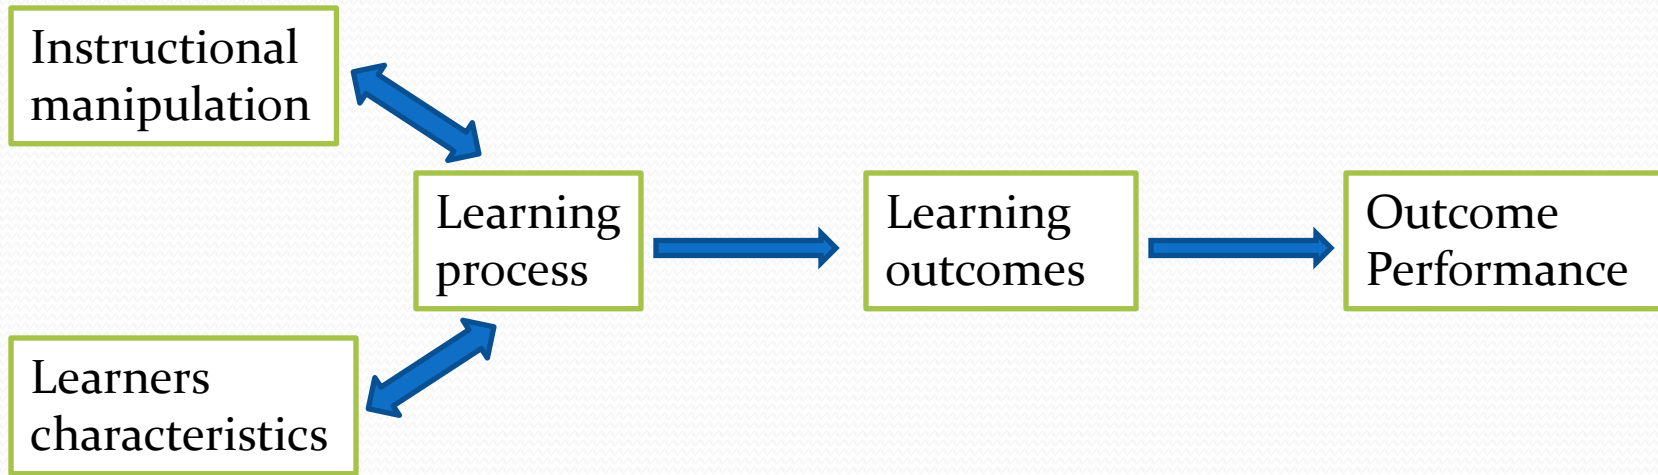 Instructional
manipulation
Learning
process
Learning
outcomes
Outcome
Performance
Learners
characteristics